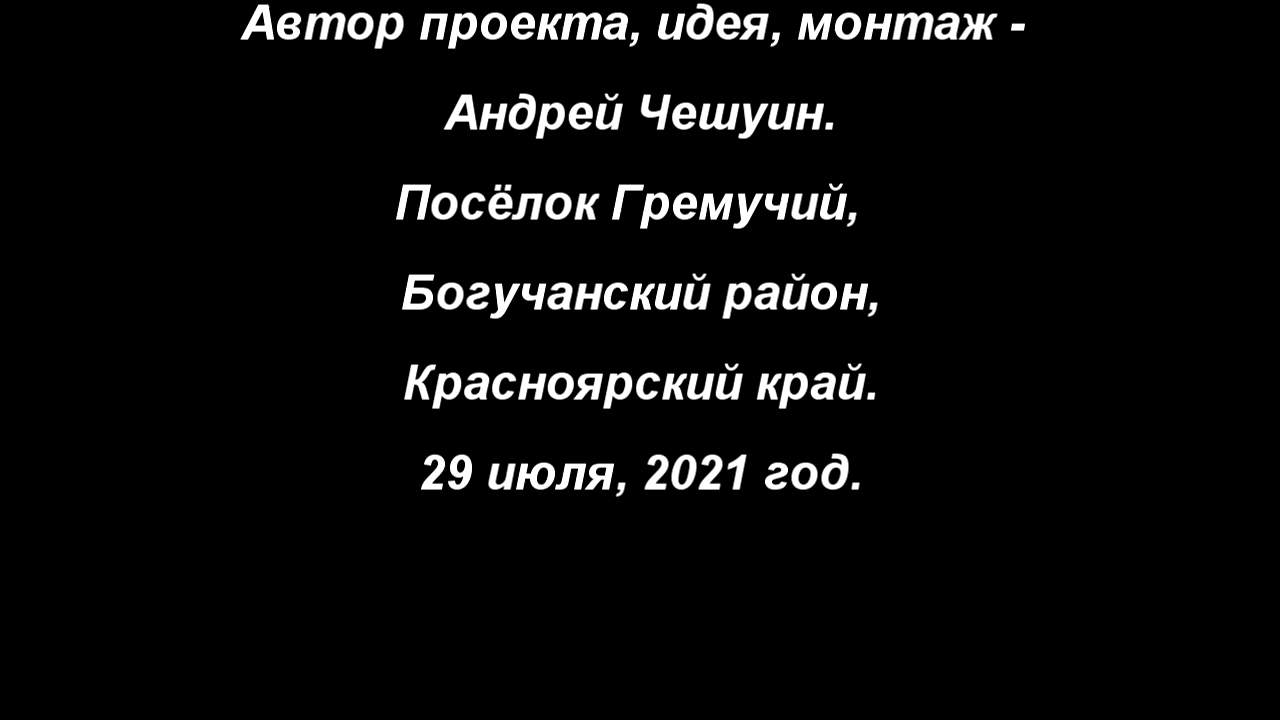 Автор проекта, идея, монтаж -
Андрей Чешуин.
Посёлок Гремучий,
Богучанский район,
Красноярский край.
29 июля, 2021 год.